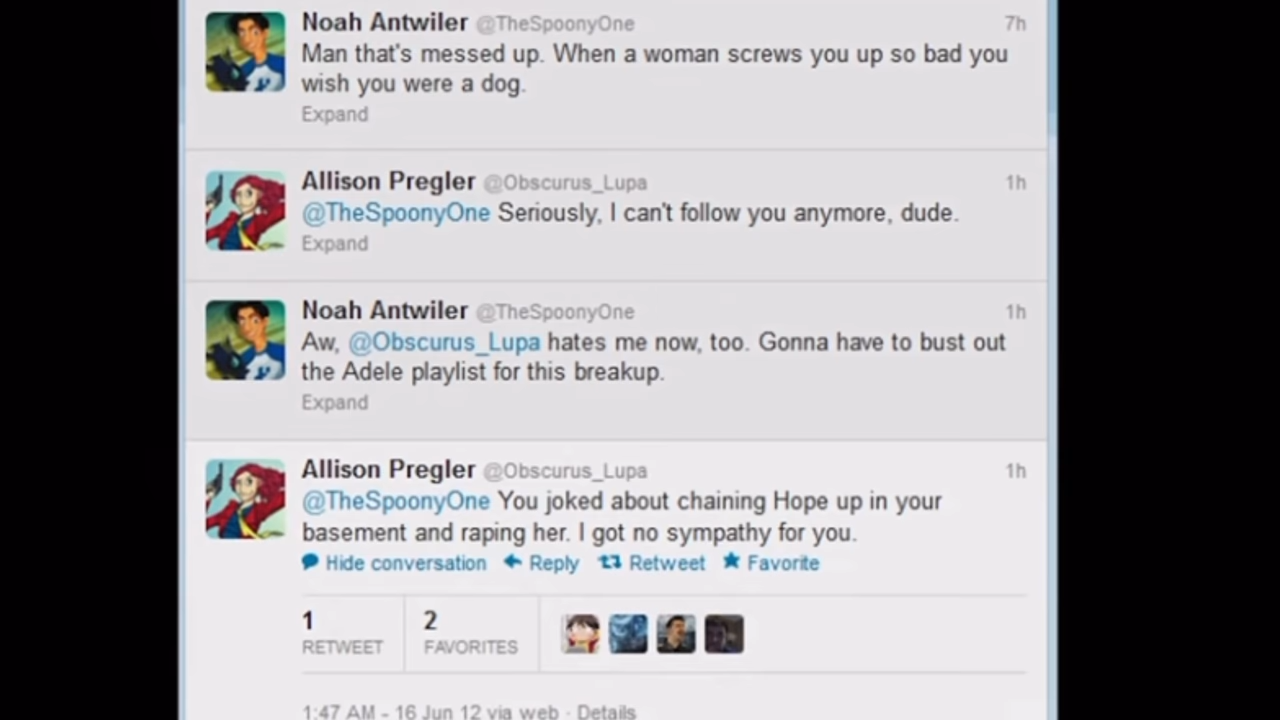 Noah Antwiler @TheSpoonyOne 7h
Man that's messed up. When a woman screws you up so bad you
wish you were a dog.
Expand
Allison Pregler @Obscurus_Lupa 1h
@TheSpoonyOne Seriously, I can't follow you anymore, dude.
Expand
Noah Antwiler @TheSpoonyOne 1h
Aw, @Obscurus_Lupa hates me now, too. Gonna have to bust out
the Adele playlist for this breakup.
Expand
Allison Pregler @Obscurus_Lupa 1h
@TheSpoonyOne You joked about chaining Hope up in your
basement and raping her. I got no sympathy for you.
Hide conversation Reply Retweet Favorite
1 2
RETWEET FAVORITES
1:47 AM - 16 Jun 12 via web · Details